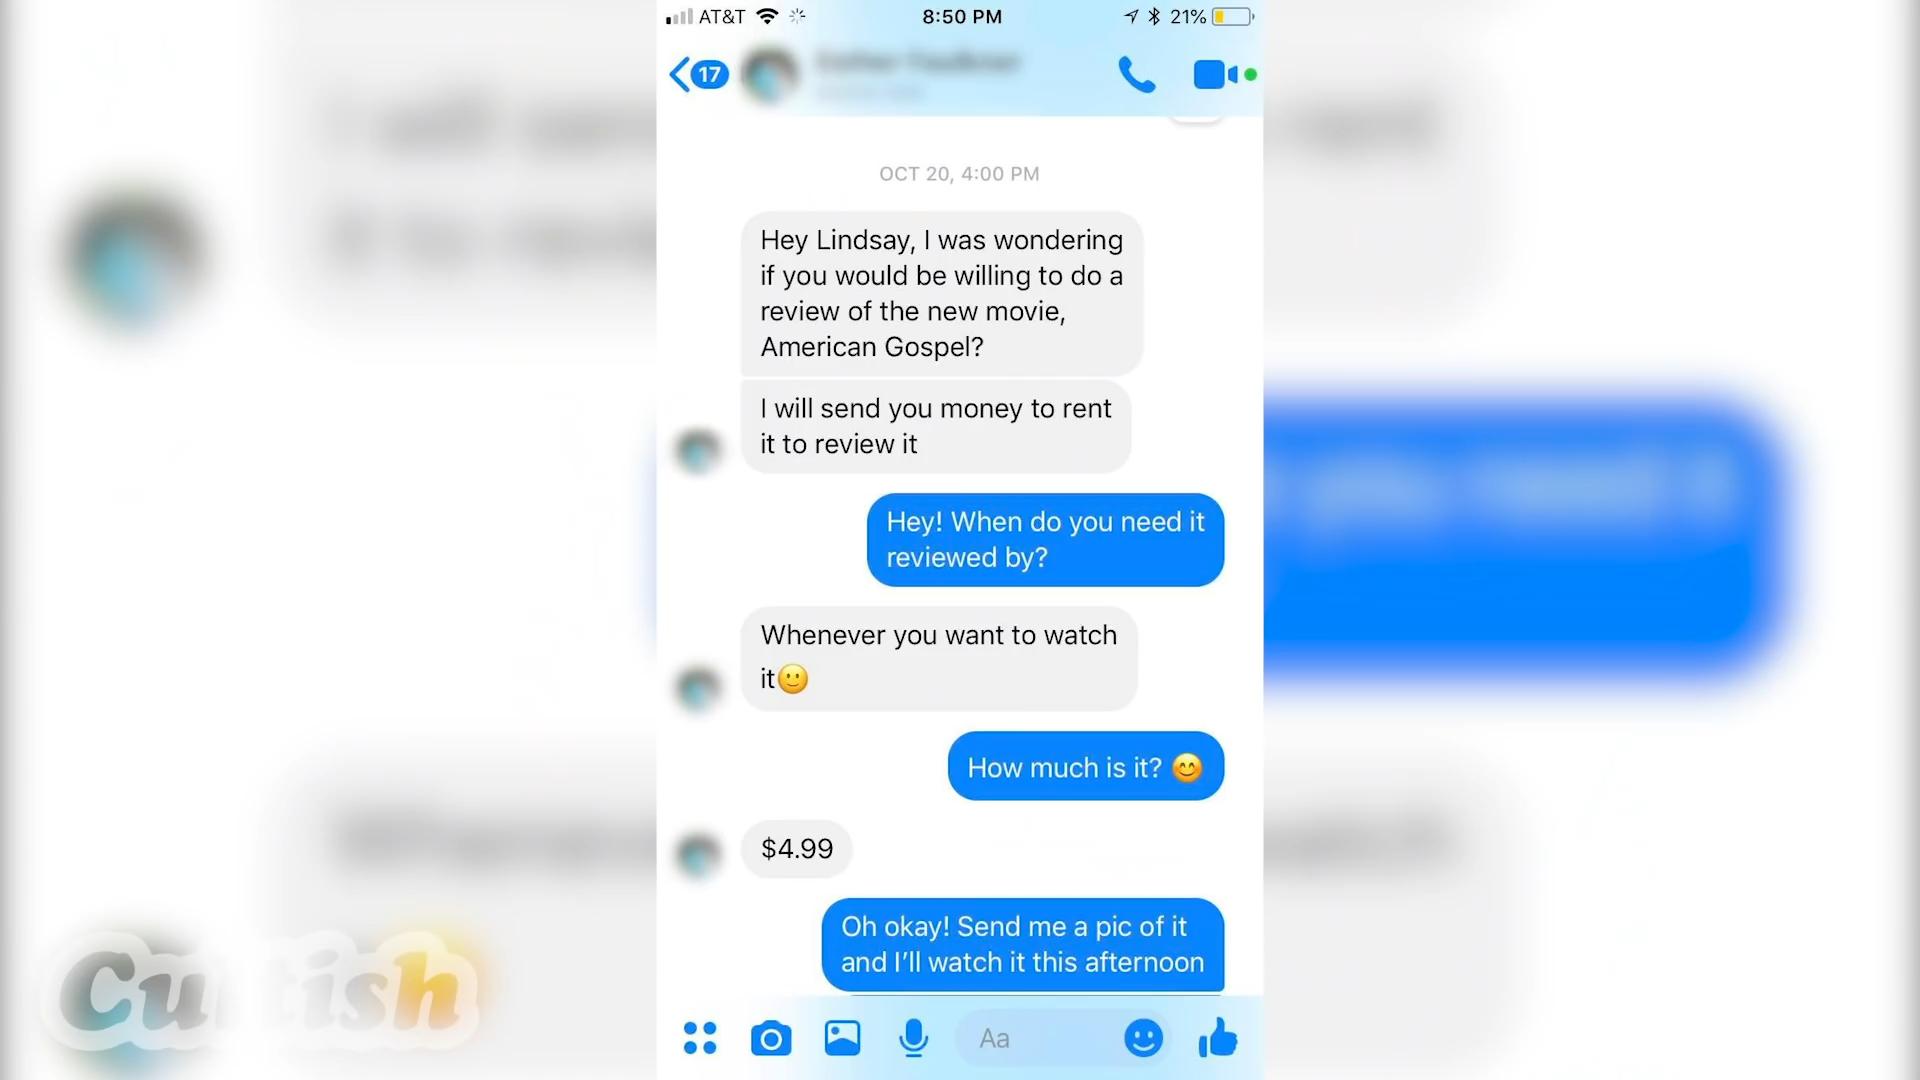 AT&T 8:50 PM 21%
17
OCT 20, 4:00 PM
Hey Lindsay, I was wondering
if you would be willing to do a
review of the new movie,
American Gospel?
I will send you money to rent
it to review it
Hey! When do you need it
reviewed by?
Whenever you want to watch
it🙂
How much is it? 😊
$4.99
Oh okay! Send me a pic of it
and I’ll watch it this afternoon
Aa